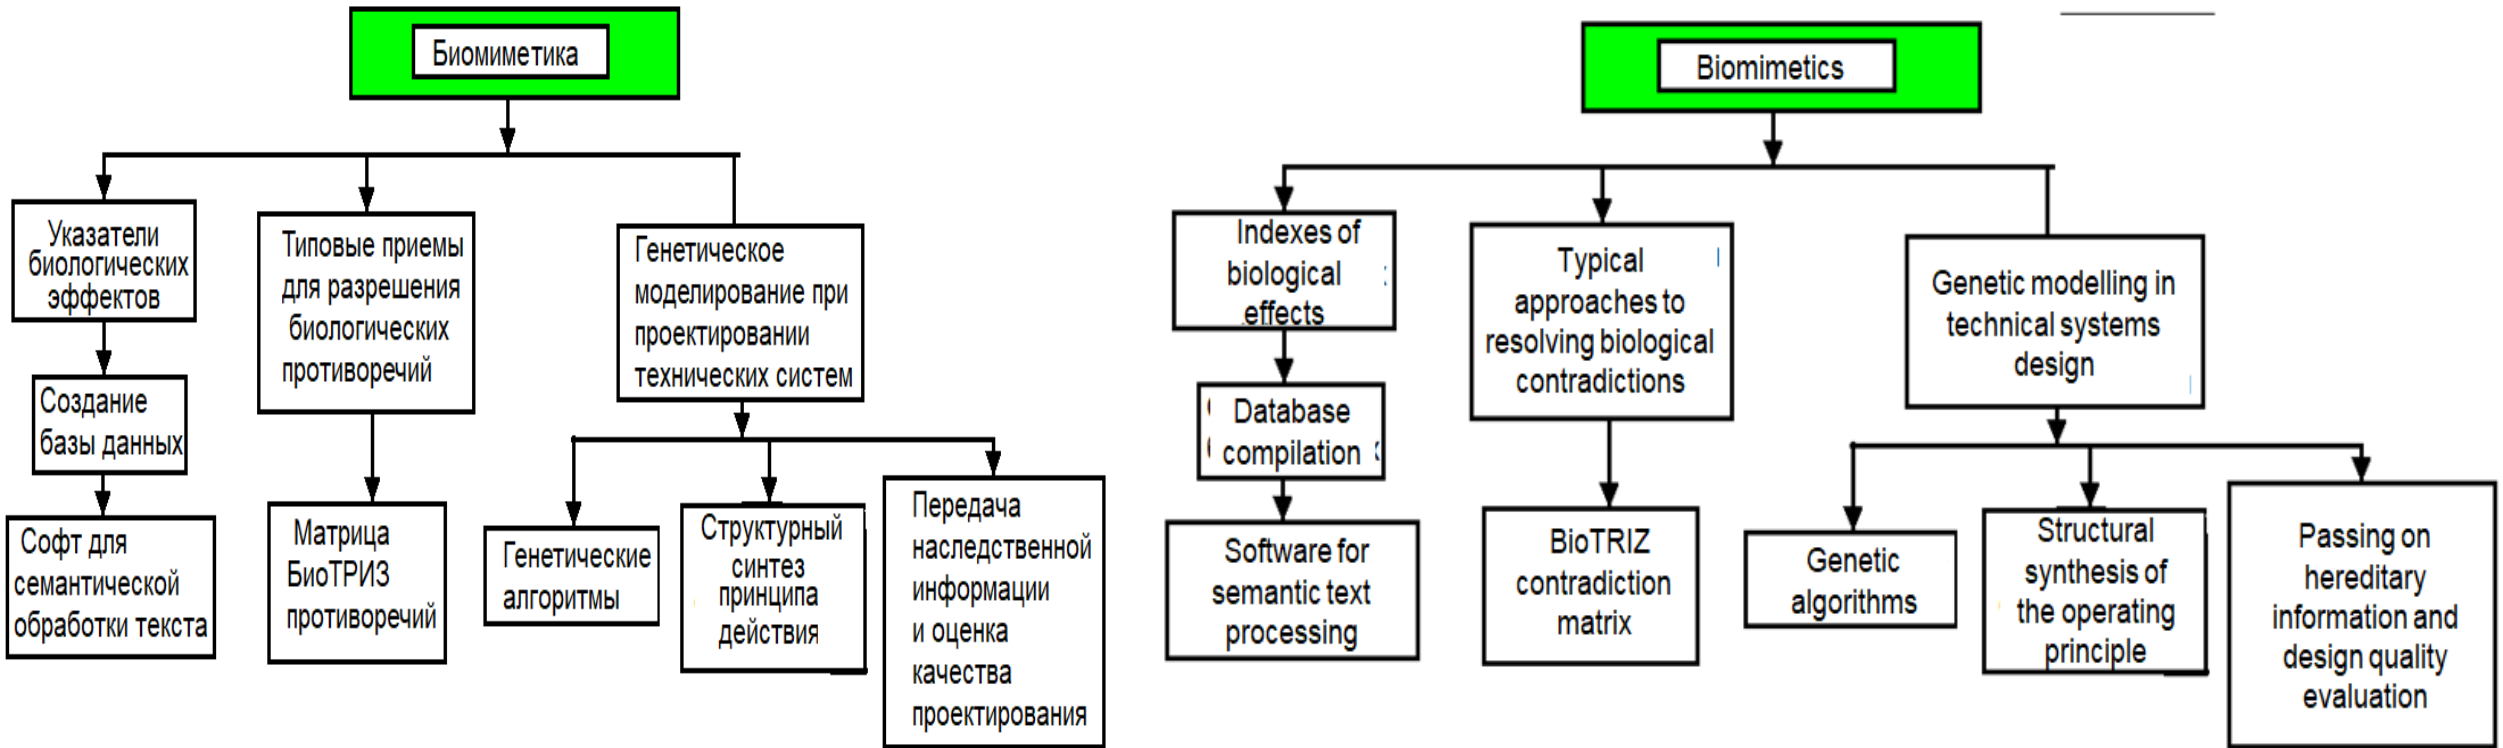 Биомиметика
Указатели
биологических
эффектов
Типовые приемы
для разрешения
биологических
противоречий
Генетическое
моделирование при
проектировании
технических систем
Создание
базы данных
Софт для
семантической
обработки текста
Матрица
БиоТРИЗ
противоречий
Генетические
алгоритмы
Структурный
синтез
принципа
действия
Передача
наследственной
информации
и оценка
качества
проектирования
Biomimetics
Indexes of
biological
effects
Typical
approaches to
resolving biological
contradictions
Genetic modelling in
technical systems
design
Database
compilation
Software for
semantic text
processing
BioTRIZ
contradiction
matrix
Genetic
algorithms
Structural
synthesis of
the operating
principle
Passing on
hereditary
information and
design quality
evaluation